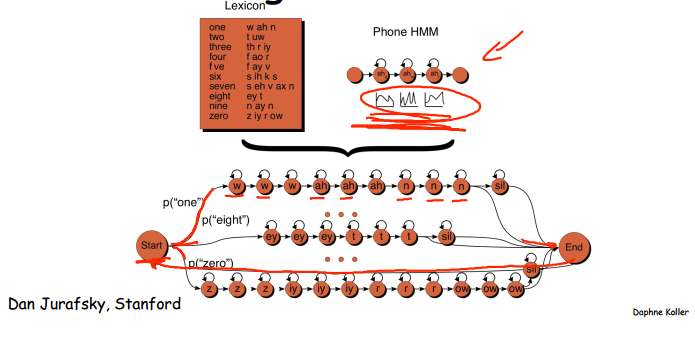 Lexicon
one w ah n
two t uw
three th r iy
four f ao r
f ve f ay v
six s ih k s
seven s eh v ax n
eight ey t
nine n ay n
zero z iy r ow
Phone HMM
ah ah ah
p("one")
w w w ah ah ah n n n sil
p("eight")
ey ey ey t t t sil
Start
End
p("zero")
sil
z z z iy iy iy r r r ow ow ow
Dan Jurafsky, Stanford
Daphne Koller